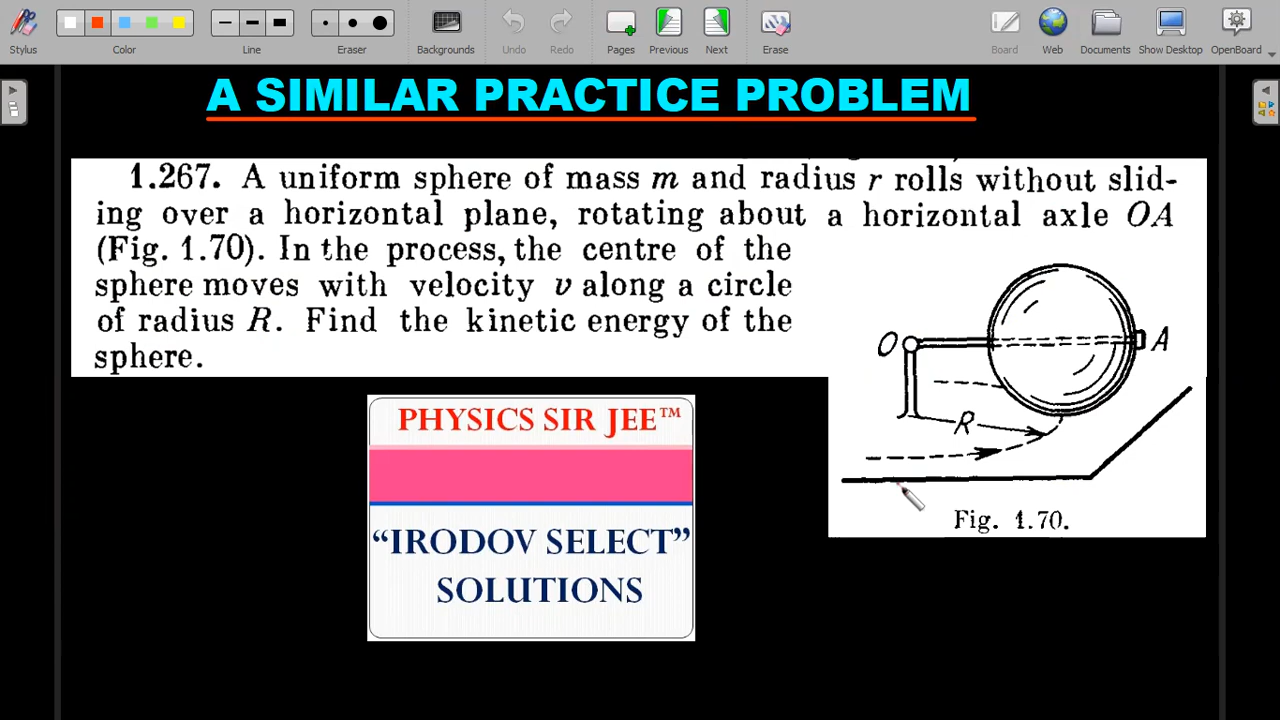 Stylus
Color
Line
Eraser
Backgrounds
Undo
Redo
Pages
Previous
Next
Erase
Board
Web
Documents
Show Desktop
OpenBoard
A SIMILAR PRACTICE PROBLEM
1.267. A uniform sphere of mass m and radius r rolls without slid-
ing over a horizontal plane, rotating about a horizontal axle OA
(Fig. 1.70). In the process, the centre of the
sphere moves with velocity v along a circle
of radius R. Find the kinetic energy of the
sphere.
O
A
R
Fig. 1.70.
PHYSICS SIR JEE™
“IRODOV SELECT”
SOLUTIONS